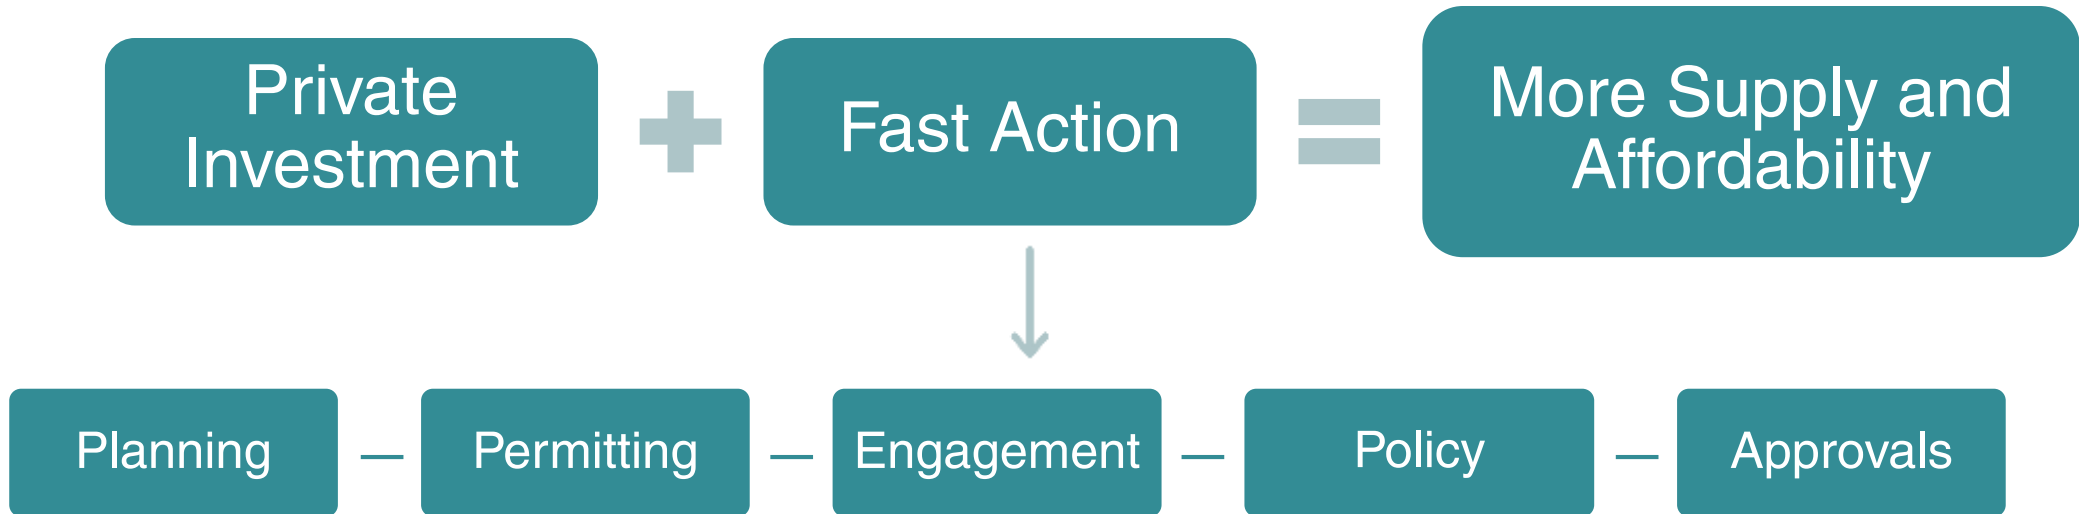 Private
Investment
Fast Action
More Supply and
Affordability
Planning
Permitting
Engagement
Policy
Approvals